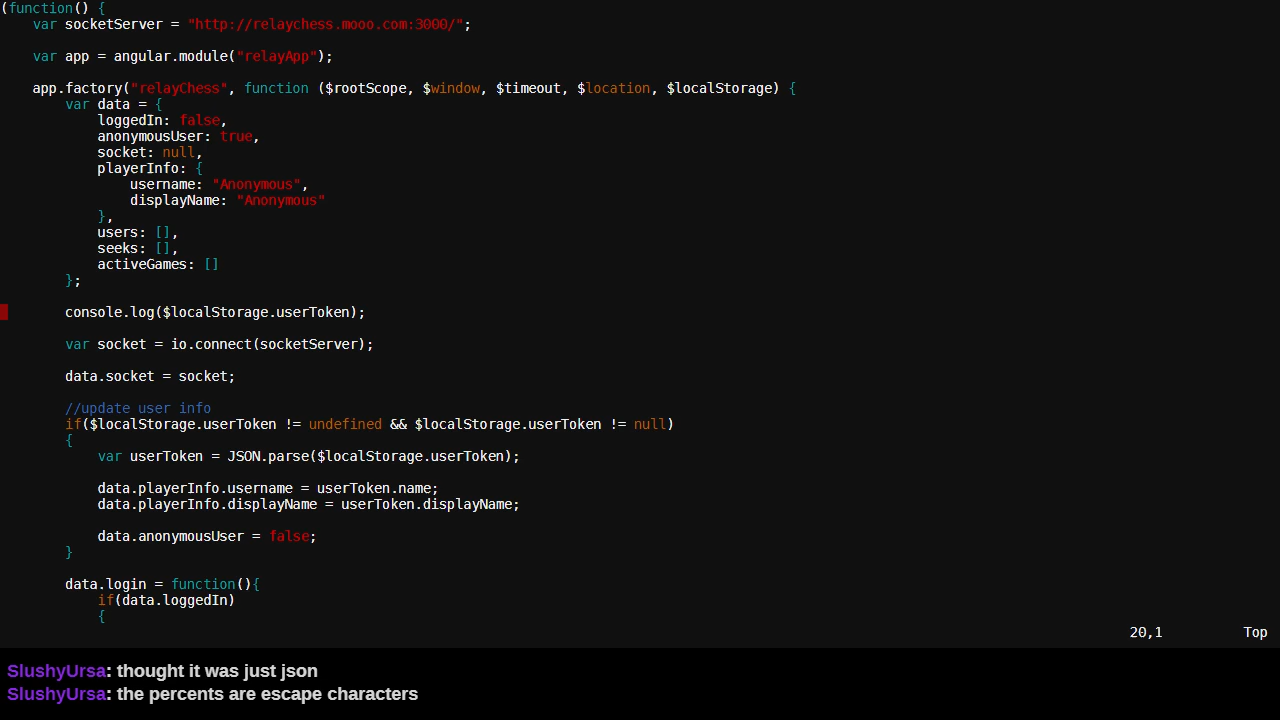 (function() {
    var socketServer = "http://relaychess.mooo.com:3000/";

    var app = angular.module("relayApp");

    app.factory("relayChess", function ($rootScope, $window, $timeout, $location, $localStorage) {
        var data = {
            loggedIn: false,
            anonymousUser: true,
            socket: null,
            playerInfo: {
                username: "Anonymous",
                displayName: "Anonymous"
            },
            users: [],
            seeks: [],
            activeGames: []
        };

        console.log($localStorage.userToken);

        var socket = io.connect(socketServer);

        data.socket = socket;

        //update user info
        if($localStorage.userToken != undefined && $localStorage.userToken != null)
        {
            var userToken = JSON.parse($localStorage.userToken);

            data.playerInfo.username = userToken.name;
            data.playerInfo.displayName = userToken.displayName;

            data.anonymousUser = false;
        }

        data.login = function(){
            if(data.loggedIn)
            {
20,1 Top
SlushyUrsa: thought it was just json
SlushyUrsa: the percents are escape characters